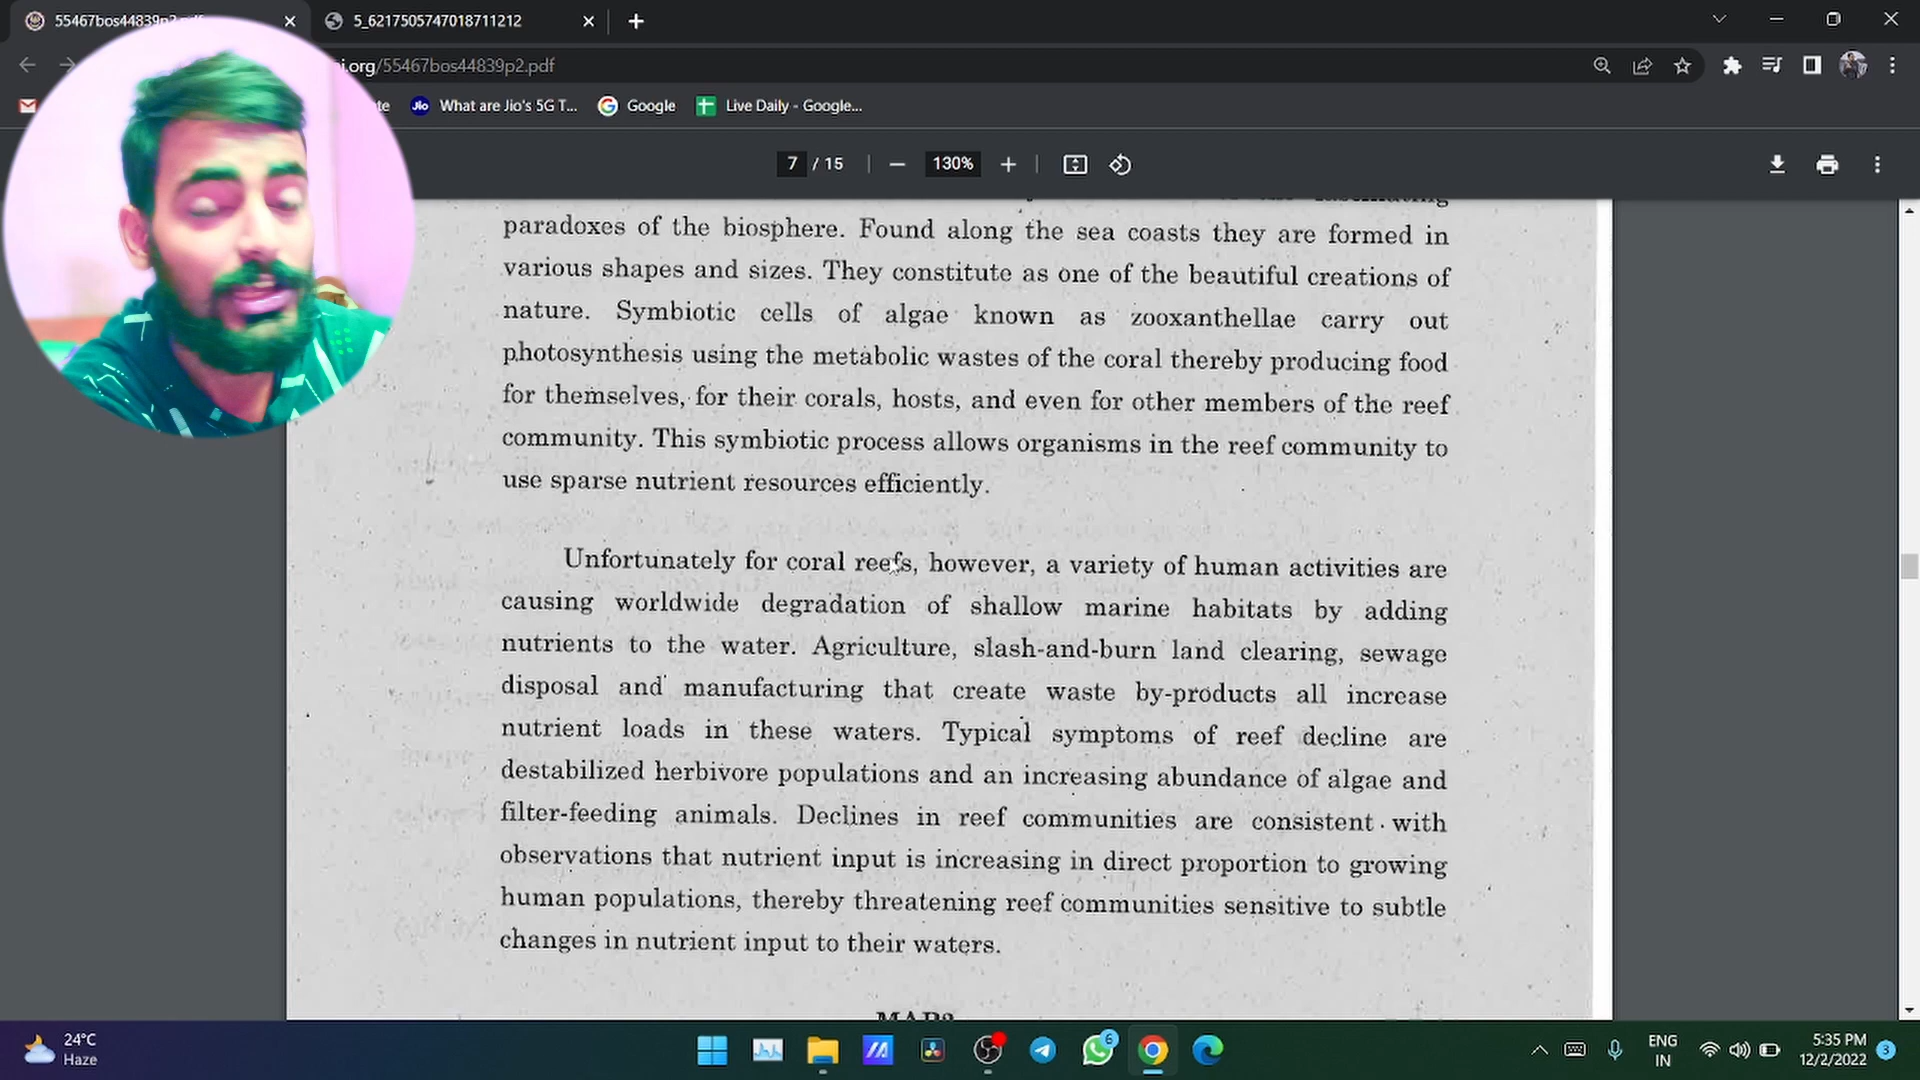 55467bos44839p2.pdf
5_6217505747018711212
i.org/55467bos44839p2.pdf
What are Jio's 5G T...
Google
Live Daily - Google...
7 / 15
130%
paradoxes of the biosphere. Found along the sea coasts they are formed in
various shapes and sizes. They constitute as one of the beautiful creations of
nature. Symbiotic cells of algae known as zooxanthellae carry out
photosynthesis using the metabolic wastes of the coral thereby producing food
for themselves, for their corals, hosts, and even for other members of the reef
community. This symbiotic process allows organisms in the reef community to
use sparse nutrient resources efficiently.
Unfortunately for coral reefs, however, a variety of human activities are
causing worldwide degradation of shallow marine habitats by adding
nutrients to the water. Agriculture, slash-and-burn land clearing, sewage
disposal and manufacturing that create waste by-products all increase
nutrient loads in these waters. Typical symptoms of reef decline are
destabilized herbivore populations and an increasing abundance of algae and
filter-feeding animals. Declines in reef communities are consistent with
observations that nutrient input is increasing in direct proportion to growing
human populations, thereby threatening reef communities sensitive to subtle
changes in nutrient input to their waters.
24°C
Haze
6
ENG
IN
5:35 PM
12/2/2022
3